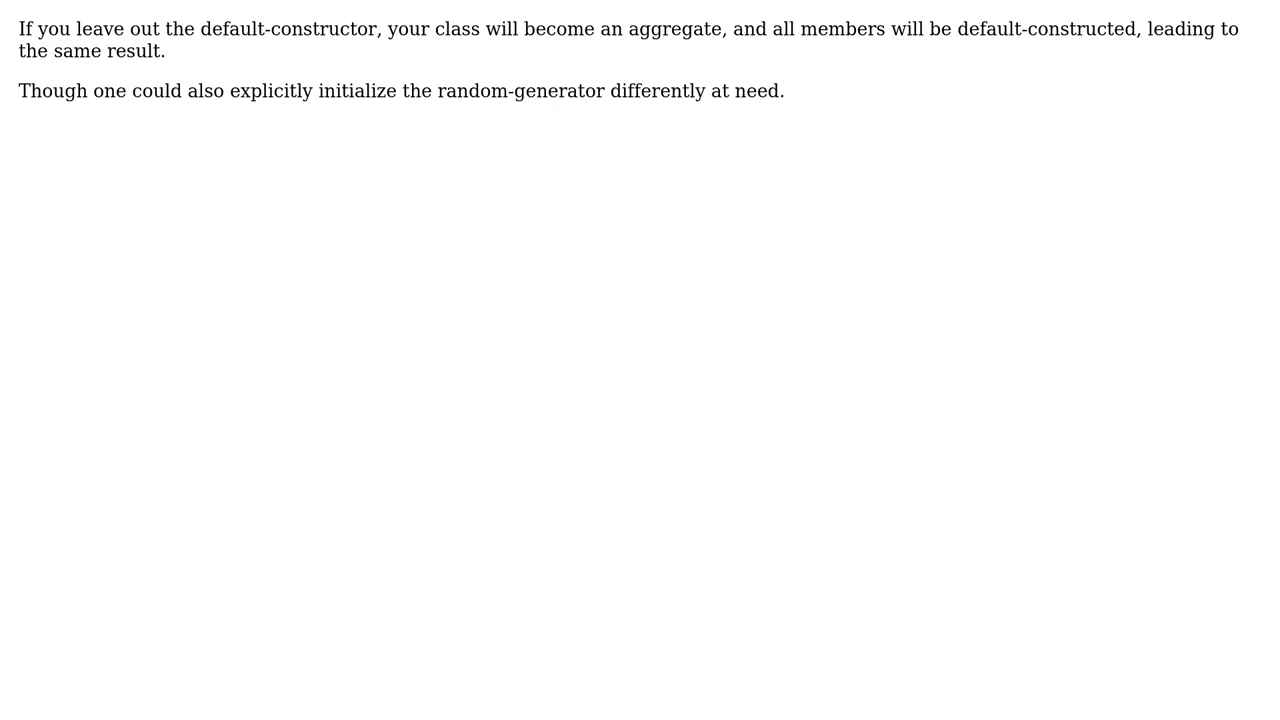 If you leave out the default-constructor, your class will become an aggregate, and all members will be default-constructed, leading to
the same result.
Though one could also explicitly initialize the random-generator differently at need.